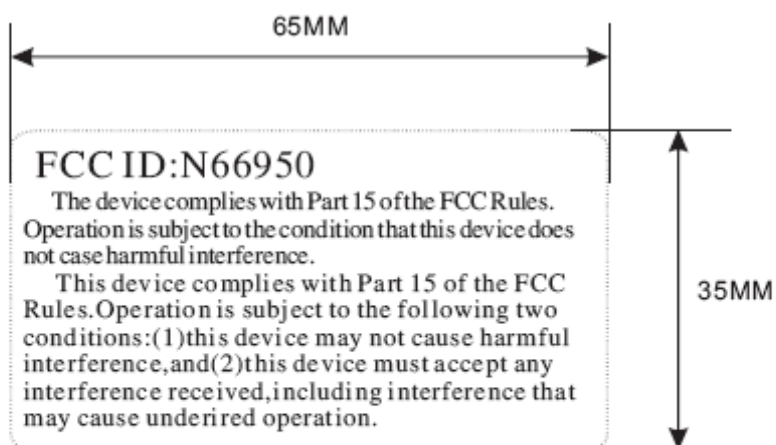 65MM
FCC ID:N66950
The device complies with Part 15 of the FCC Rules.
Operation is subject to the condition that this device does
not case harmful interference.
This device complies with Part 15 of the FCC
Rules.Operation is subject to the following two
conditions:(1)this device may not cause harmful
interference,and(2)this device must accept any
interference received,including interference that
may cause underired operation.
35MM